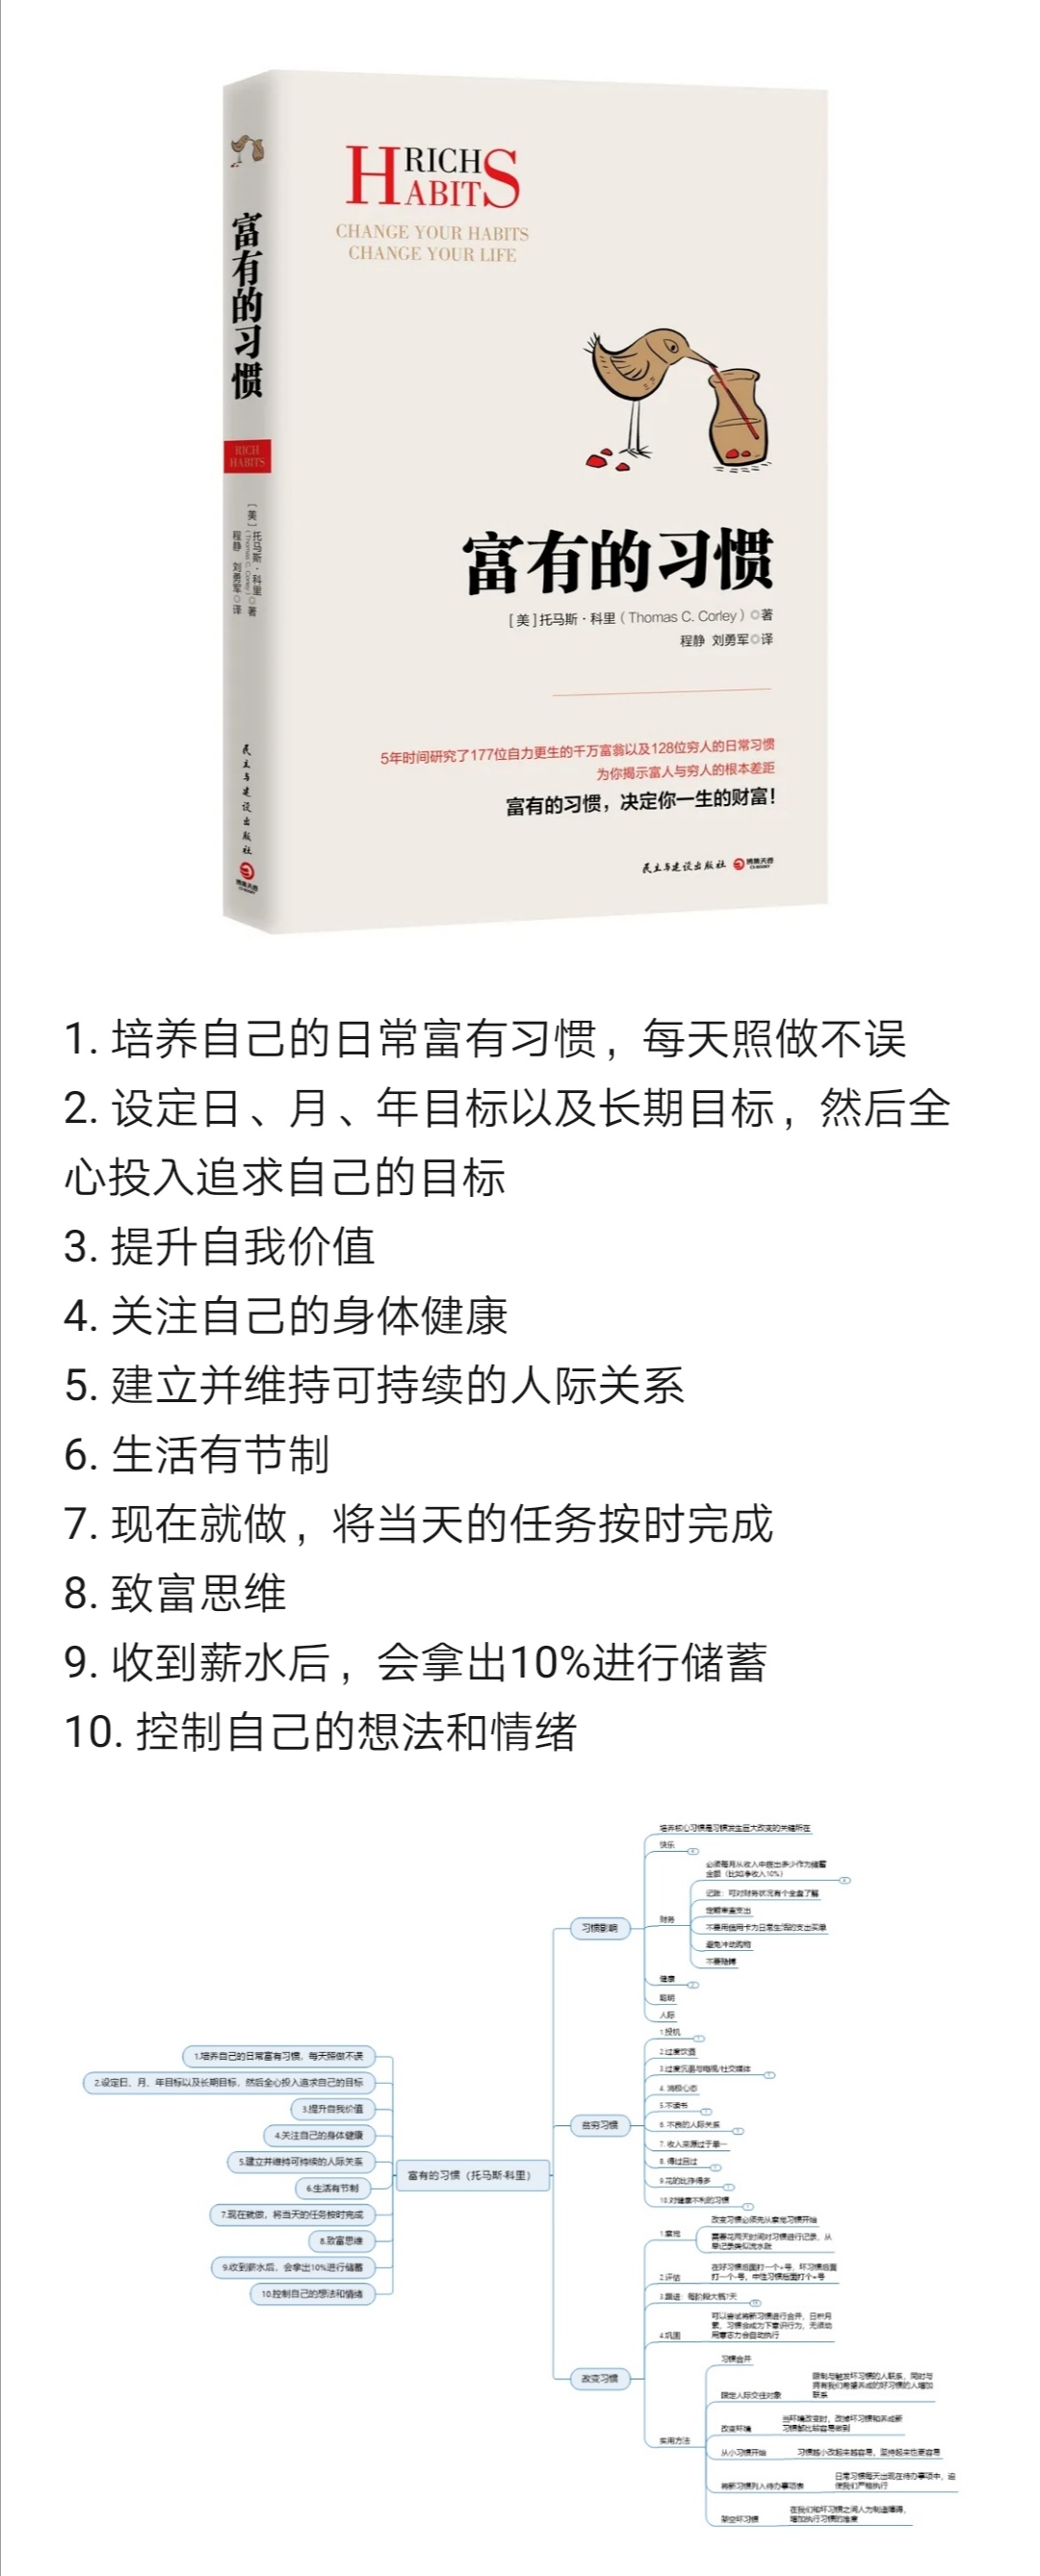 RICH
HABITS
CHANGE YOUR HABITS
CHANGE YOUR LIFE
富有的习惯
RICH
HABITS
[美]托马斯·科里(Thomas C. Corley)◎著
程静 刘勇军◎译
民主与建设出版社
富有的习惯
[美]托马斯·科里(Thomas C. Corley)◎著
程静 刘勇军◎译
5年时间研究了177位自力更生的千万富翁以及128位穷人的日常习惯
为你揭示富人与穷人的根本差距
富有的习惯,决定你一生的财富!
民主与建设出版社
1. 培养自己的日常富有习惯,每天照做不误
2. 设定日、月、年目标以及长期目标,然后全
心投入追求自己的目标
3. 提升自我价值
4. 关注自己的身体健康
5. 建立并维持可持续的人际关系
6. 生活有节制
7. 现在就做,将当天的任务按时完成
8. 致富思维
9. 收到薪水后,会拿出10%进行储蓄
10. 控制自己的想法和情绪
富有的习惯(托马斯·科里)
1.培养自己的日常富有习惯,每天照做不误
2.设定日、月、年目标以及长期目标,然后全心投入追求自己的目标
3.提升自我价值
4.关注自己的身体健康
5.建立并维持可持续的人际关系
6.生活有节制
7.现在就做,将当天的任务按时完成
8.致富思维
9.收到薪水后,会拿出10%进行储蓄
10.控制自己的想法和情绪
习惯影响
培养核心习惯是习惯发生巨大改变的关键所在
快乐
财务
必须每月从收入中提出多少作为储蓄
金额(比如净收入10%)
记账:可对财务状况有个全盘了解
定期审查支出
不要用信用卡为日常生活的支出买单
避免冲动购物
不要赌博
健康
聪明
人际
贫穷习惯
1.投机
2.过度饮酒
3.过度沉溺与电视/社交媒体
4. 消极心态
5.不读书
6. 不良的人际关系
7. 收入来源过于单一
8. 得过且过
9.花的比挣得多
10.对健康不利的习惯
改变习惯
1.意觉
改变习惯必须先从意觉习惯开始
需要花两天时间对习惯进行记录,从
早记录类似流水账
2.评估
在好习惯后面打一个+号,坏习惯后面
打一个-号,中性习惯后面打个+号
3.跟进:每阶段大概7天
4.巩固
可以尝试将新习惯进行合并,日积月
累,习惯会成为下意识行为,无须动
用意志力会自动执行
实用方法
习惯合并
限定人际交往对象
限制与触发坏习惯的人联系,同时与
拥有我们希望养成的好习惯的人增加
联系
改变环境
当环境改变时,改掉坏习惯和养成新
习惯都比较容易做到
从小习惯开始
习惯越小改起来越容易,坚持起来也更容易
将新习惯列入待办事项表
日常习惯每天出现在待办事项中,迫
使我们严格执行
架空坏习惯
在我们和坏习惯之间人为制造障碍,
增加执行习惯的难度